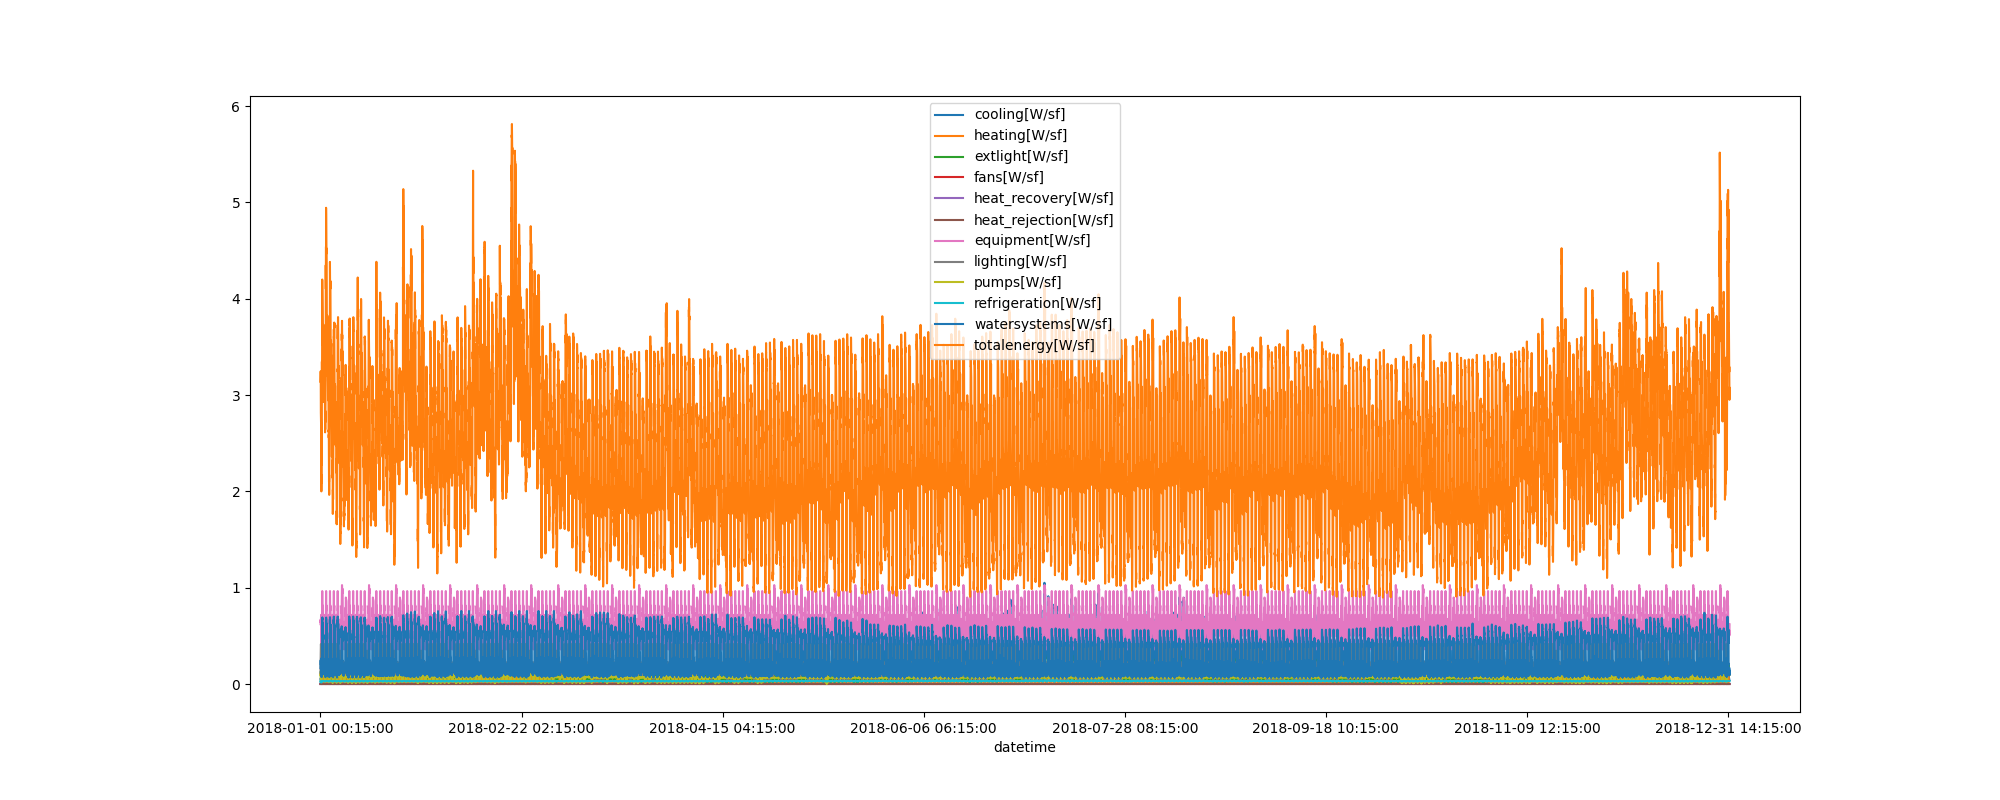 6
5
4
3
2
1
0
cooling[W/sf]
heating[W/sf]
extlight[W/sf]
fans[W/sf]
heat_recovery[W/sf]
heat_rejection[W/sf]
equipment[W/sf]
lighting[W/sf]
pumps[W/sf]
refrigeration[W/sf]
watersystems[W/sf]
totalenergy[W/sf]
2018-01-01 00:15:00 2018-02-22 02:15:00 2018-04-15 04:15:00 2018-06-06 06:15:00 2018-07-28 08:15:00 2018-09-18 10:15:00 2018-11-09 12:15:00 2018-12-31 14:15:00
datetime